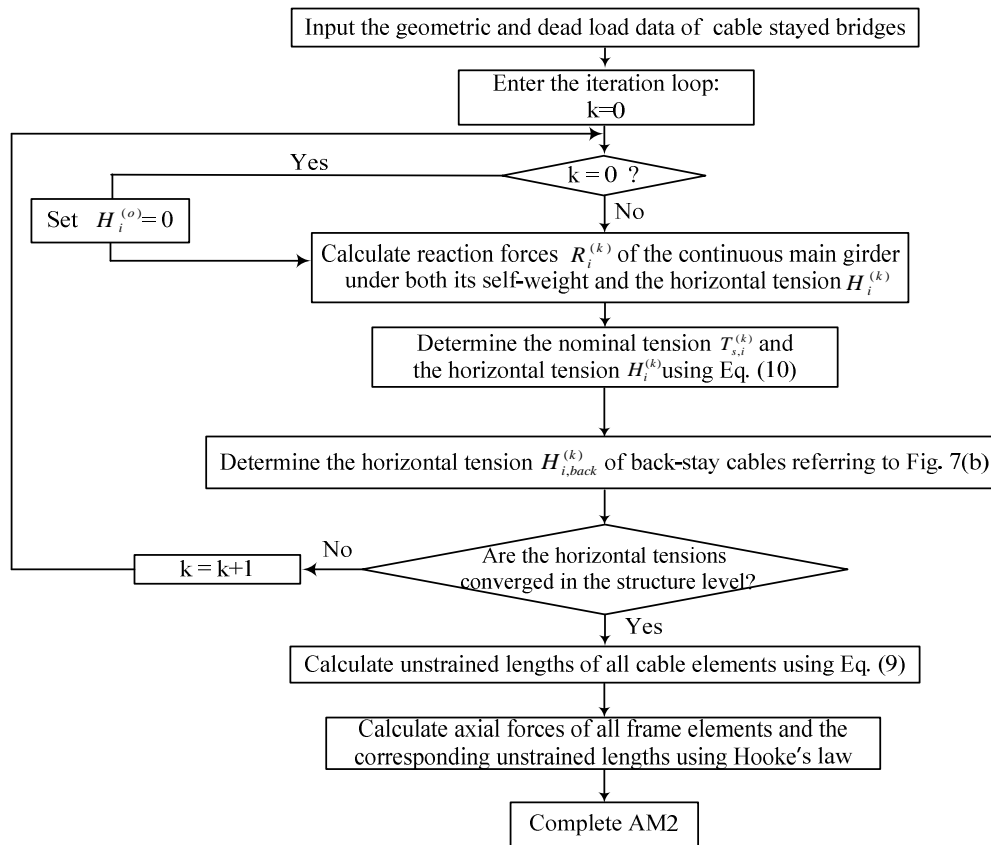 Input the geometric and dead load data of cable stayed bridges
Enter the iteration loop:
k=0
Yes
k = 0 ?
Set H_i^{(o)} = 0
No
Calculate reaction forces R_i^{(k)} of the continuous main girder
under both its self-weight and the horizontal tension H_i^{(k)}
Determine the nominal tension T_{s,i}^{(k)} and
the horizontal tension H_i^{(k)} using Eq. (10)
Determine the horizontal tension H_{i,back}^{(k)} of back-stay cables referring to Fig. 7(b)
No
Are the horizontal tensions
converged in the structure level?
k = k+1
Yes
Calculate unstrained lengths of all cable elements using Eq. (9)
Calculate axial forces of all frame elements and the
corresponding unstrained lengths using Hooke's law
Complete AM2